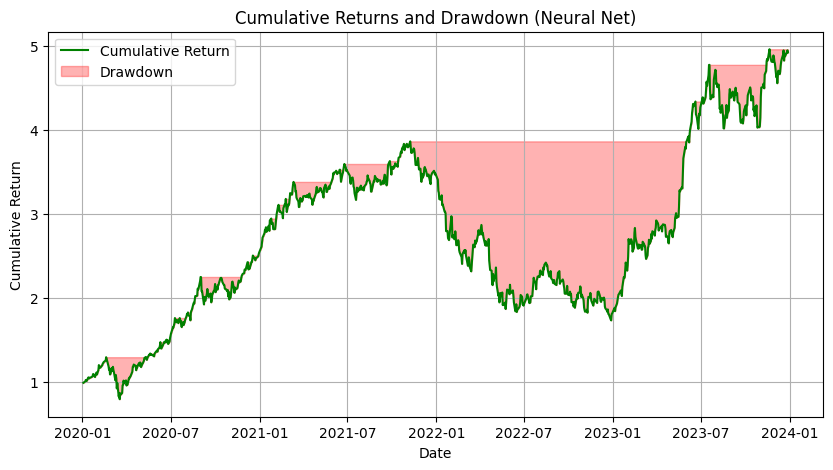 Cumulative Returns and Drawdown (Neural Net)
Cumulative Return
Drawdown
Cumulative Return
5
4
3
2
1
2020-01 2020-07 2021-01 2021-07 2022-01 2022-07 2023-01 2023-07 2024-01
Date